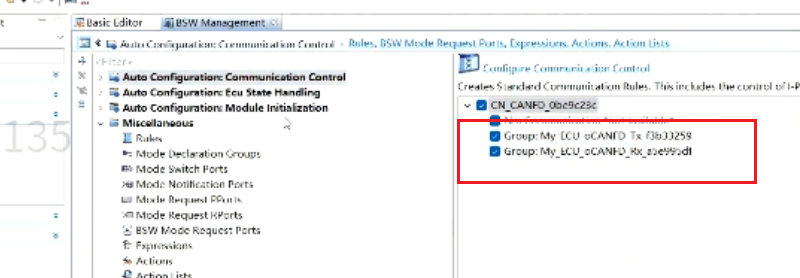 Basic Editor
BSW Management
Auto Configuration: Communication Control › Rules, BSW Mode Request Ports, Expressions, Actions, Action Lists
<Filter>
Auto Configuration: Communication Control
Auto Configuration: Ecu State Handling
Auto Configuration: Module Initialization
Miscellaneous
Rules
Mode Declaration Groups
Mode Switch Ports
Mode Notification Ports
Mode Request PPorts
Mode Request RPorts
BSW Mode Request Ports
Expressions
Actions
Action Lists
Configure Communication Control
Creates Standard Communication Rules. This includes the control of I-P
CN_CANFD_0be9c23c
Group: My_ECU_oCANFD_Tx_f3b33259
Group: My_ECU_oCANFD_Rx_a5e995df
135